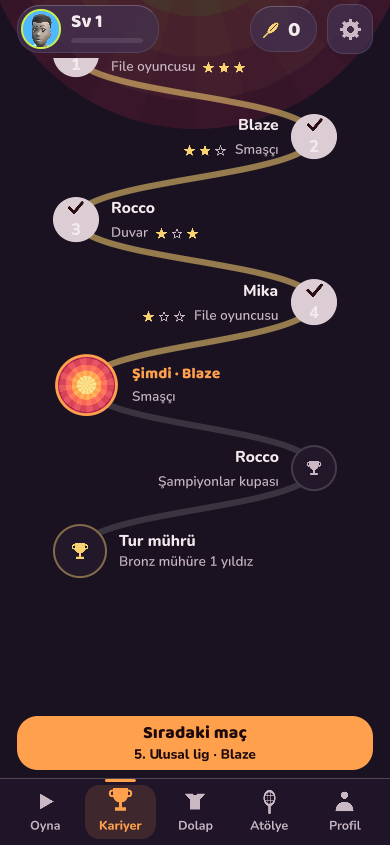 Sv 1
0
1
File oyuncusu
Blaze
Smaşçı
2
Rocco
Duvar
3
Mika
File oyuncusu
4
Şimdi · Blaze
Smaşçı
Rocco
Şampiyonlar kupası
Tur mührü
Bronz mühüre 1 yıldız
Sıradaki maç
5. Ulusal lig · Blaze
Oyna
Kariyer
Dolap
Atölye
Profil